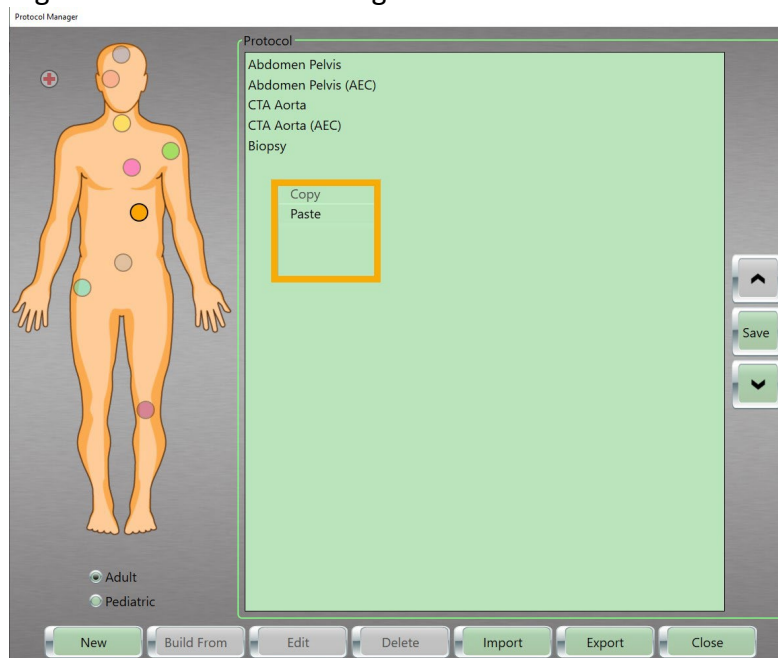 Protocol Manager
Protocol
Abdomen Pelvis
Abdomen Pelvis (AEC)
CTA Aorta
CTA Aorta (AEC)
Biopsy
Copy
Paste
Save
Adult
Pediatric
New
Build From
Edit
Delete
Import
Export
Close